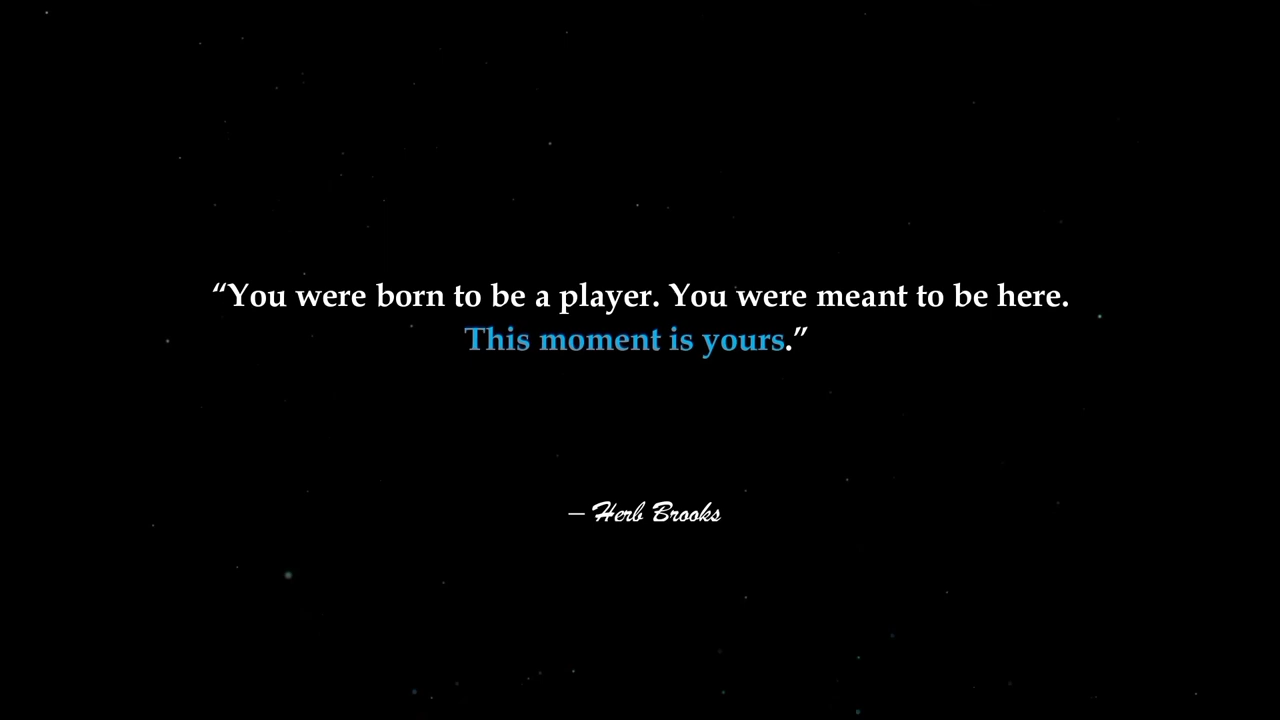 “You were born to be a player. You were meant to be here.
This moment is yours.”
– Herb Brooks